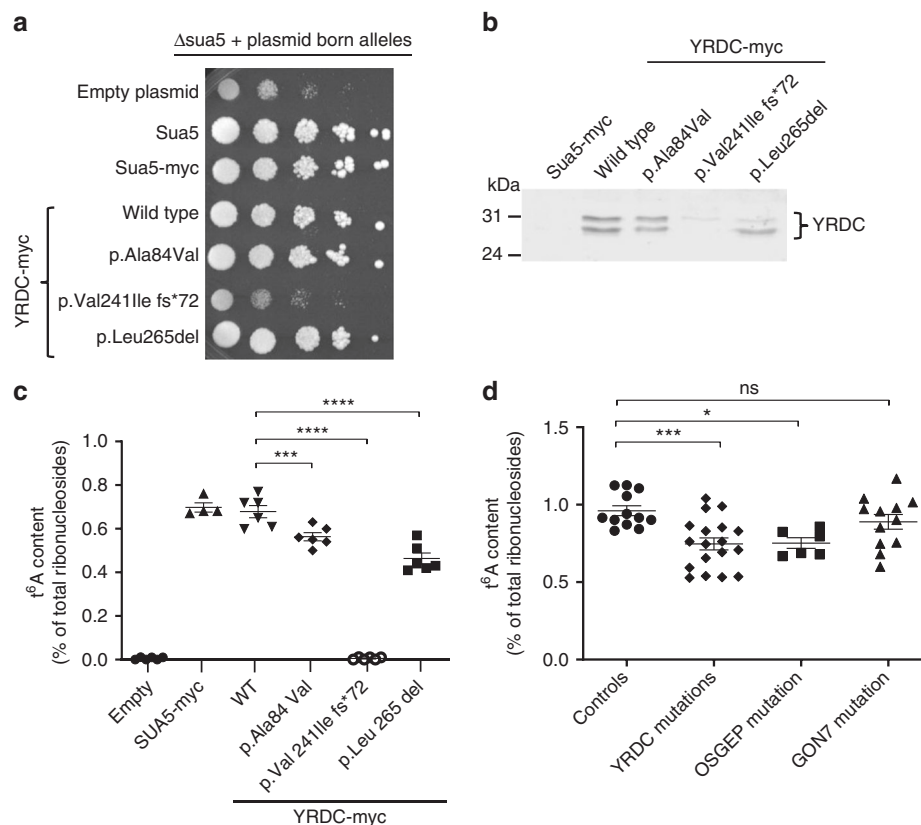 a
Δsua5 + plasmid born alleles
Empty plasmid
Sua5
Sua5-myc
YRDC-myc
Wild type
p.Ala84Val
p.Val241Ile fs*72
p.Leu265del
b
YRDC-myc
Sua5-myc
Wild type
p.Ala84Val
p.Val241Ile fs*72
p.Leu265del
kDa
31
24
YRDC
c
****
****
***
t⁶A content
(% of total ribonucleosides)
1.0
0.8
0.6
0.4
0.2
0.0
Empty
SUA5-myc
WT
p.Ala84 Val
p.Val 241Ile fs*72
p.Leu 265 del
YRDC-myc
d
ns
*
***
t⁶A content
(% of total ribonucleosides)
1.5
1.0
0.5
0.0
Controls
YRDC mutations
OSGEP mutation
GON7 mutation